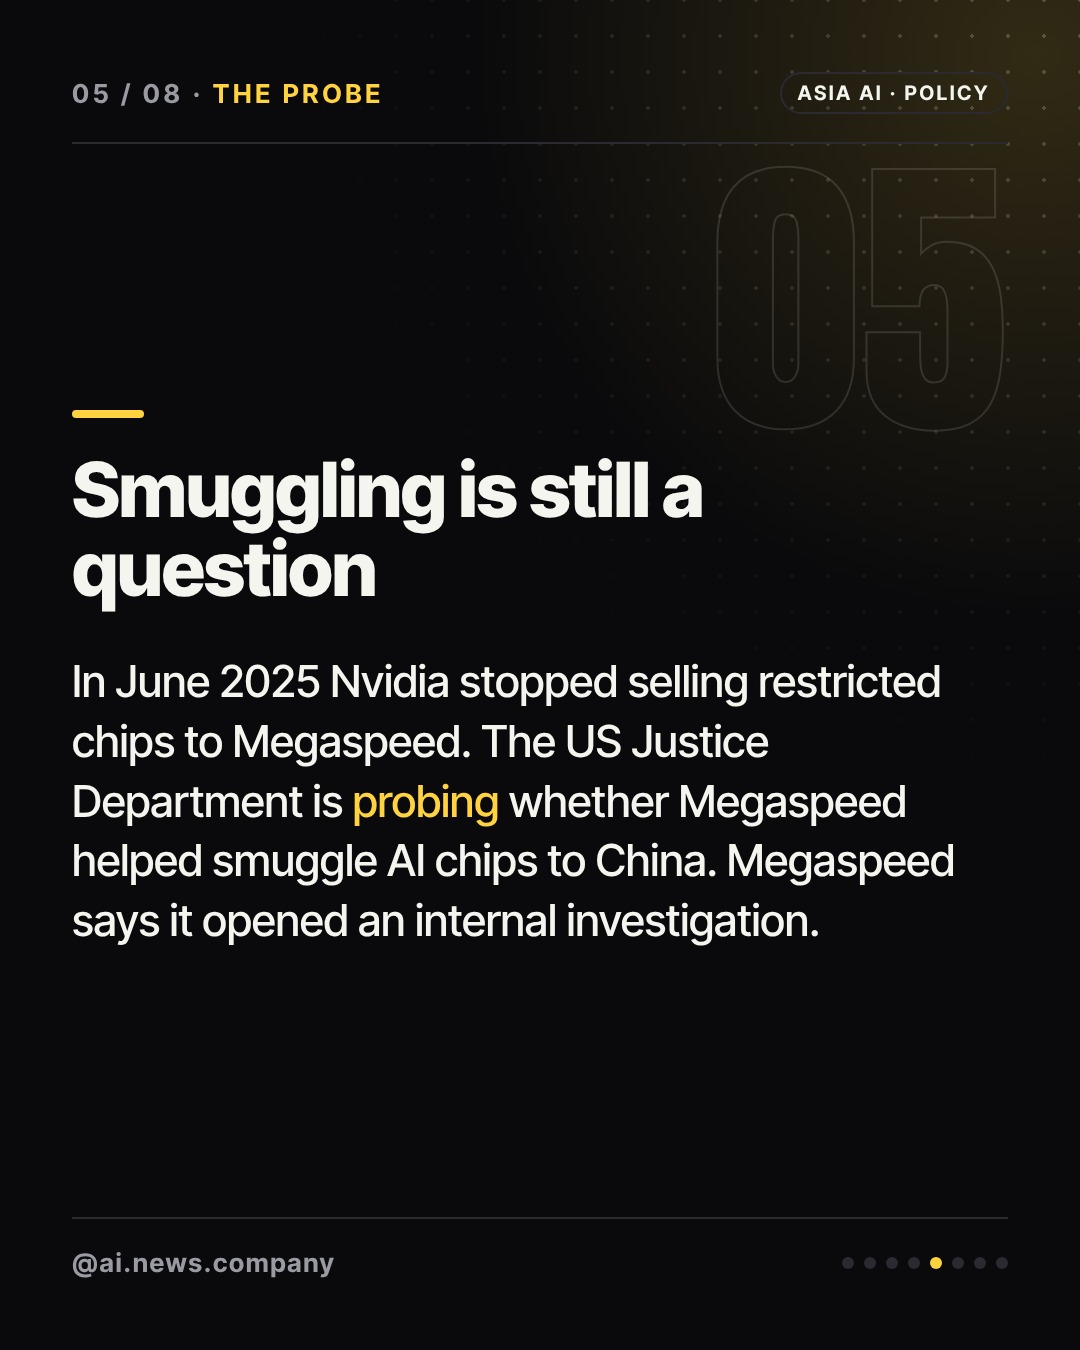 05 / 08 · THE PROBE
ASIA AI · POLICY
05
Smuggling is still a
question
In June 2025 Nvidia stopped selling restricted
chips to Megaspeed. The US Justice
Department is probing whether Megaspeed
helped smuggle AI chips to China. Megaspeed
says it opened an internal investigation.
@ai.news.company